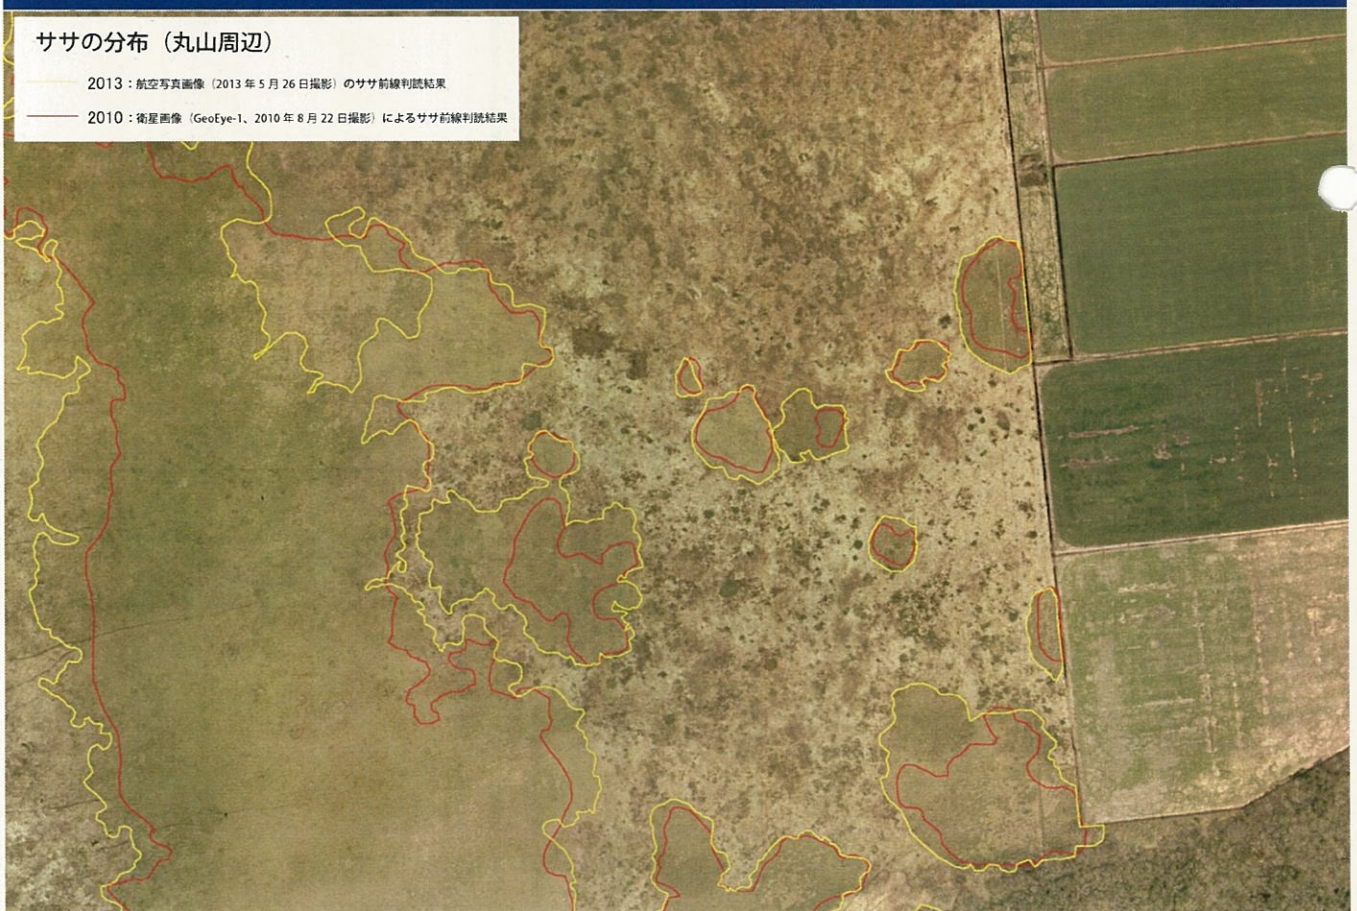 ササの分布（丸山周辺）
2013：航空写真画像（2013 年 5 月 26 日撮影）のササ前線判読結果
2010：衛星画像（GeoEye-1、2010 年 8 月 22 日撮影）によるササ前線判読結果